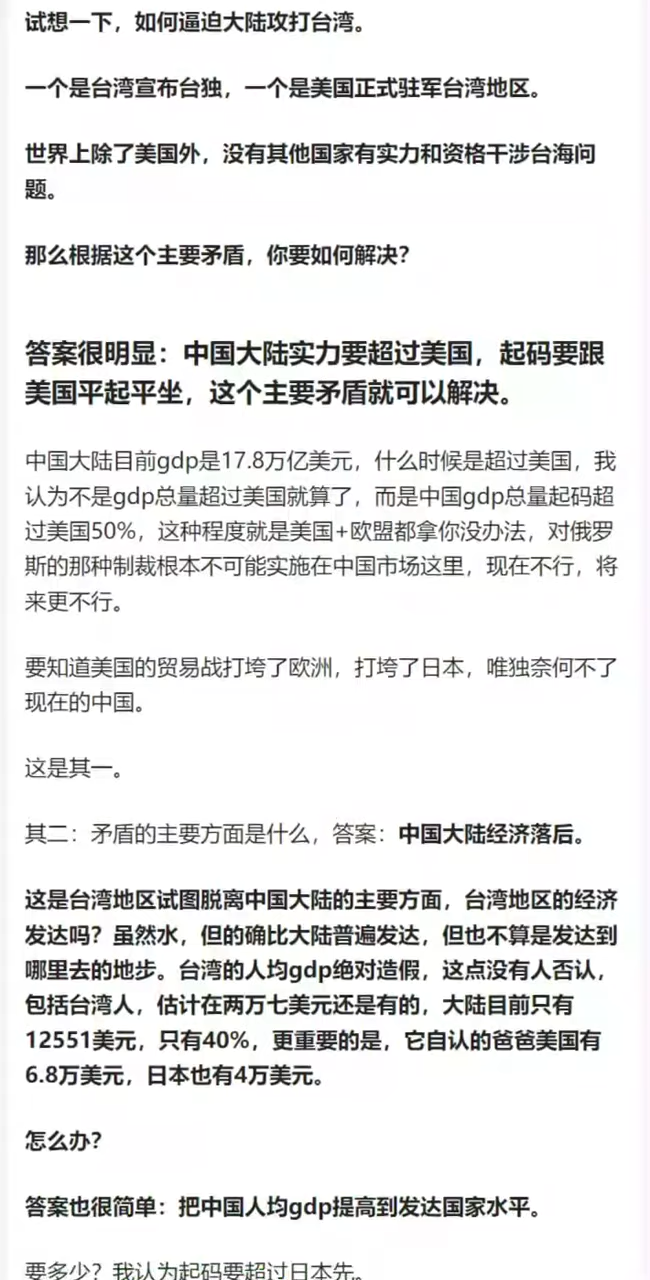 试想一下，如何逼迫大陆攻打台湾。
一个是台湾宣布台独，一个是美国正式驻军台湾地区。
世界上除了美国外，没有其他国家有实力和资格干涉台海问
题。
那么根据这个主要矛盾，你要如何解决？
答案很明显：中国大陆实力要超过美国，起码要跟
美国平起平坐，这个主要矛盾就可以解决。
中国大陆目前gdp是17.8万亿美元，什么时候是超过美国，我
认为不是gdp总量超过美国就算了，而是中国gdp总量起码超
过美国50%，这种程度就是美国+欧盟都拿你没办法，对俄罗
斯的那种制裁根本不可能实施在中国市场这里，现在不行，将
来更不行。
要知道美国的贸易战打垮了欧洲，打垮了日本，唯独奈何不了
现在的中国。
这是其一。
其二：矛盾的主要方面是什么，答案：中国大陆经济落后。
这是台湾地区试图脱离中国大陆的主要方面，台湾地区的经济
发达吗？虽然水，但的确比大陆普遍发达，但也不算是发达到
哪里去的地步。台湾的人均gdp绝对造假，这点没有人否认，
包括台湾人，估计在两万七美元还是有的，大陆目前只有
12551美元，只有40%，更重要的是，它自认的爸爸美国有
6.8万美元，日本也有4万美元。
怎么办？
答案也很简单：把中国人均gdp提高到发达国家水平。
要多少？我认为起码要超过日本先。